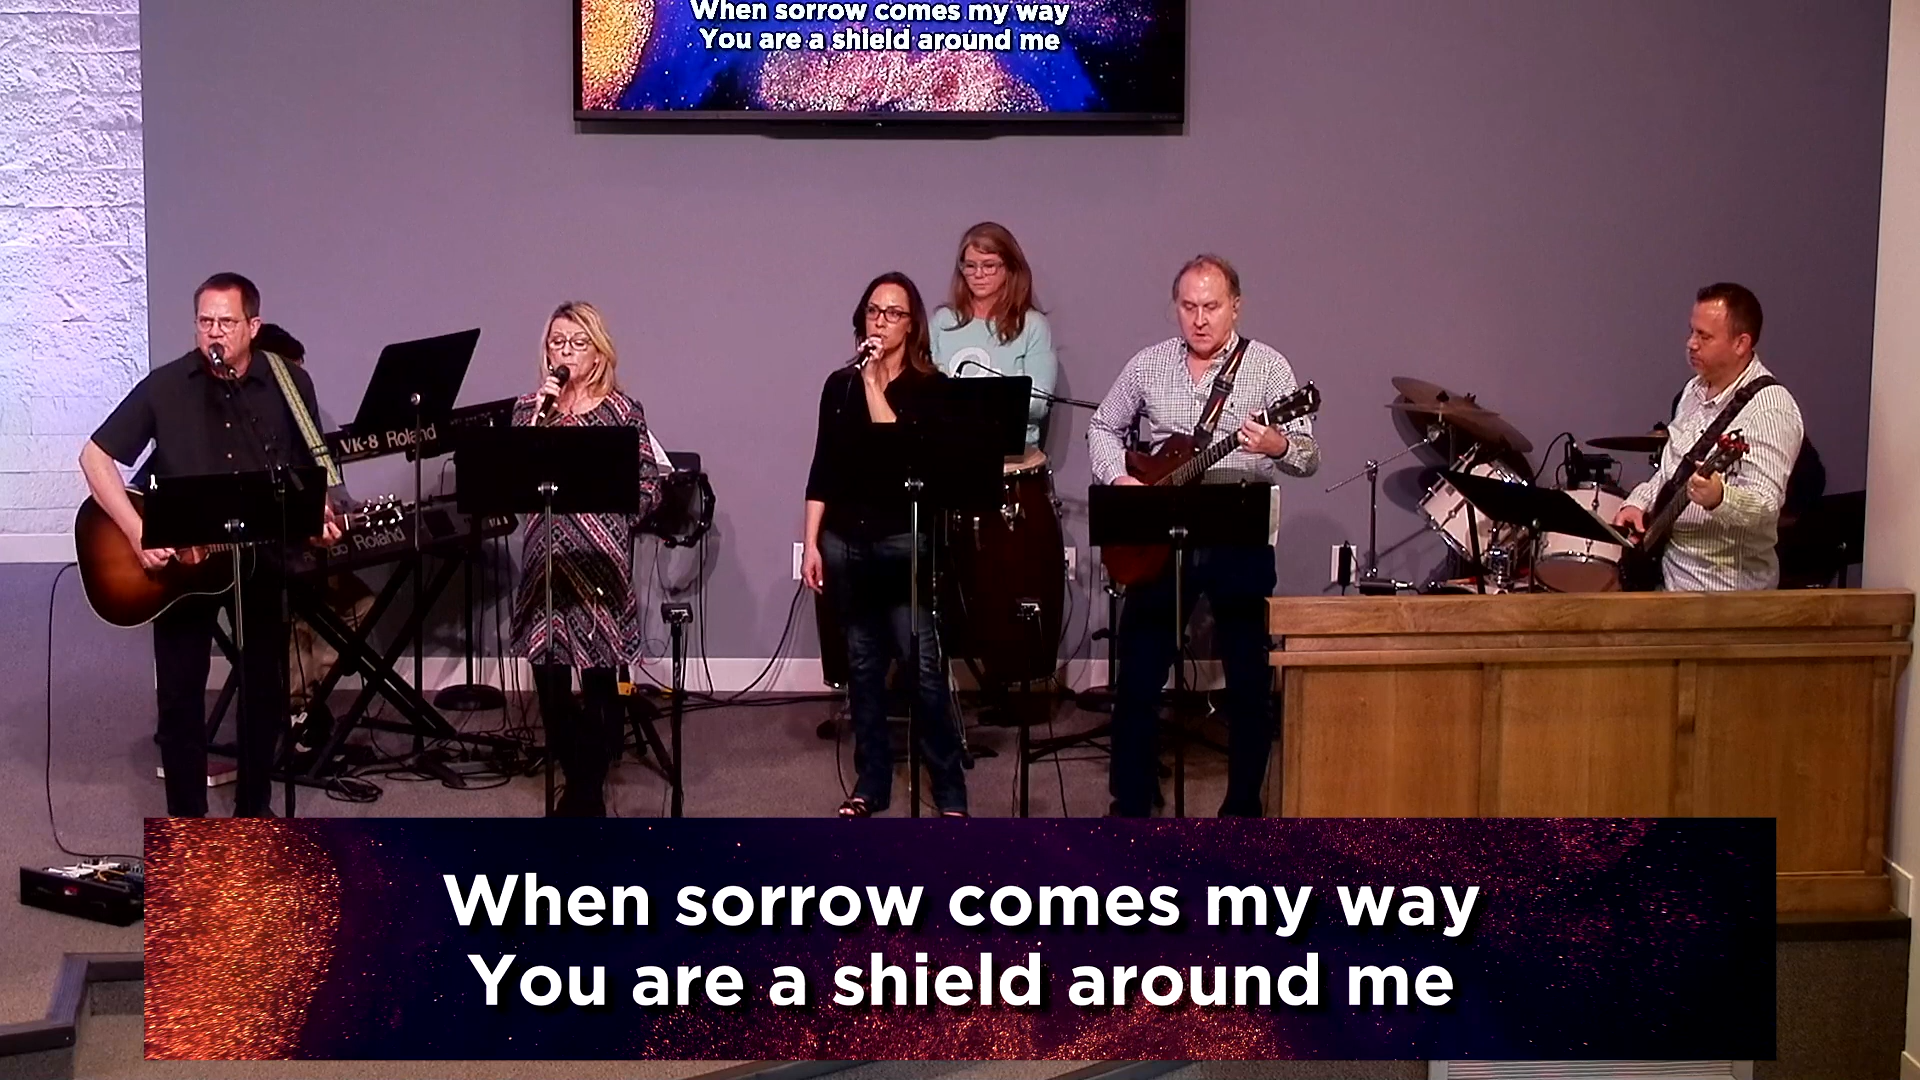 When sorrow comes my way
You are a shield around me
VK-8 Roland
Roland
When sorrow comes my way
You are a shield around me